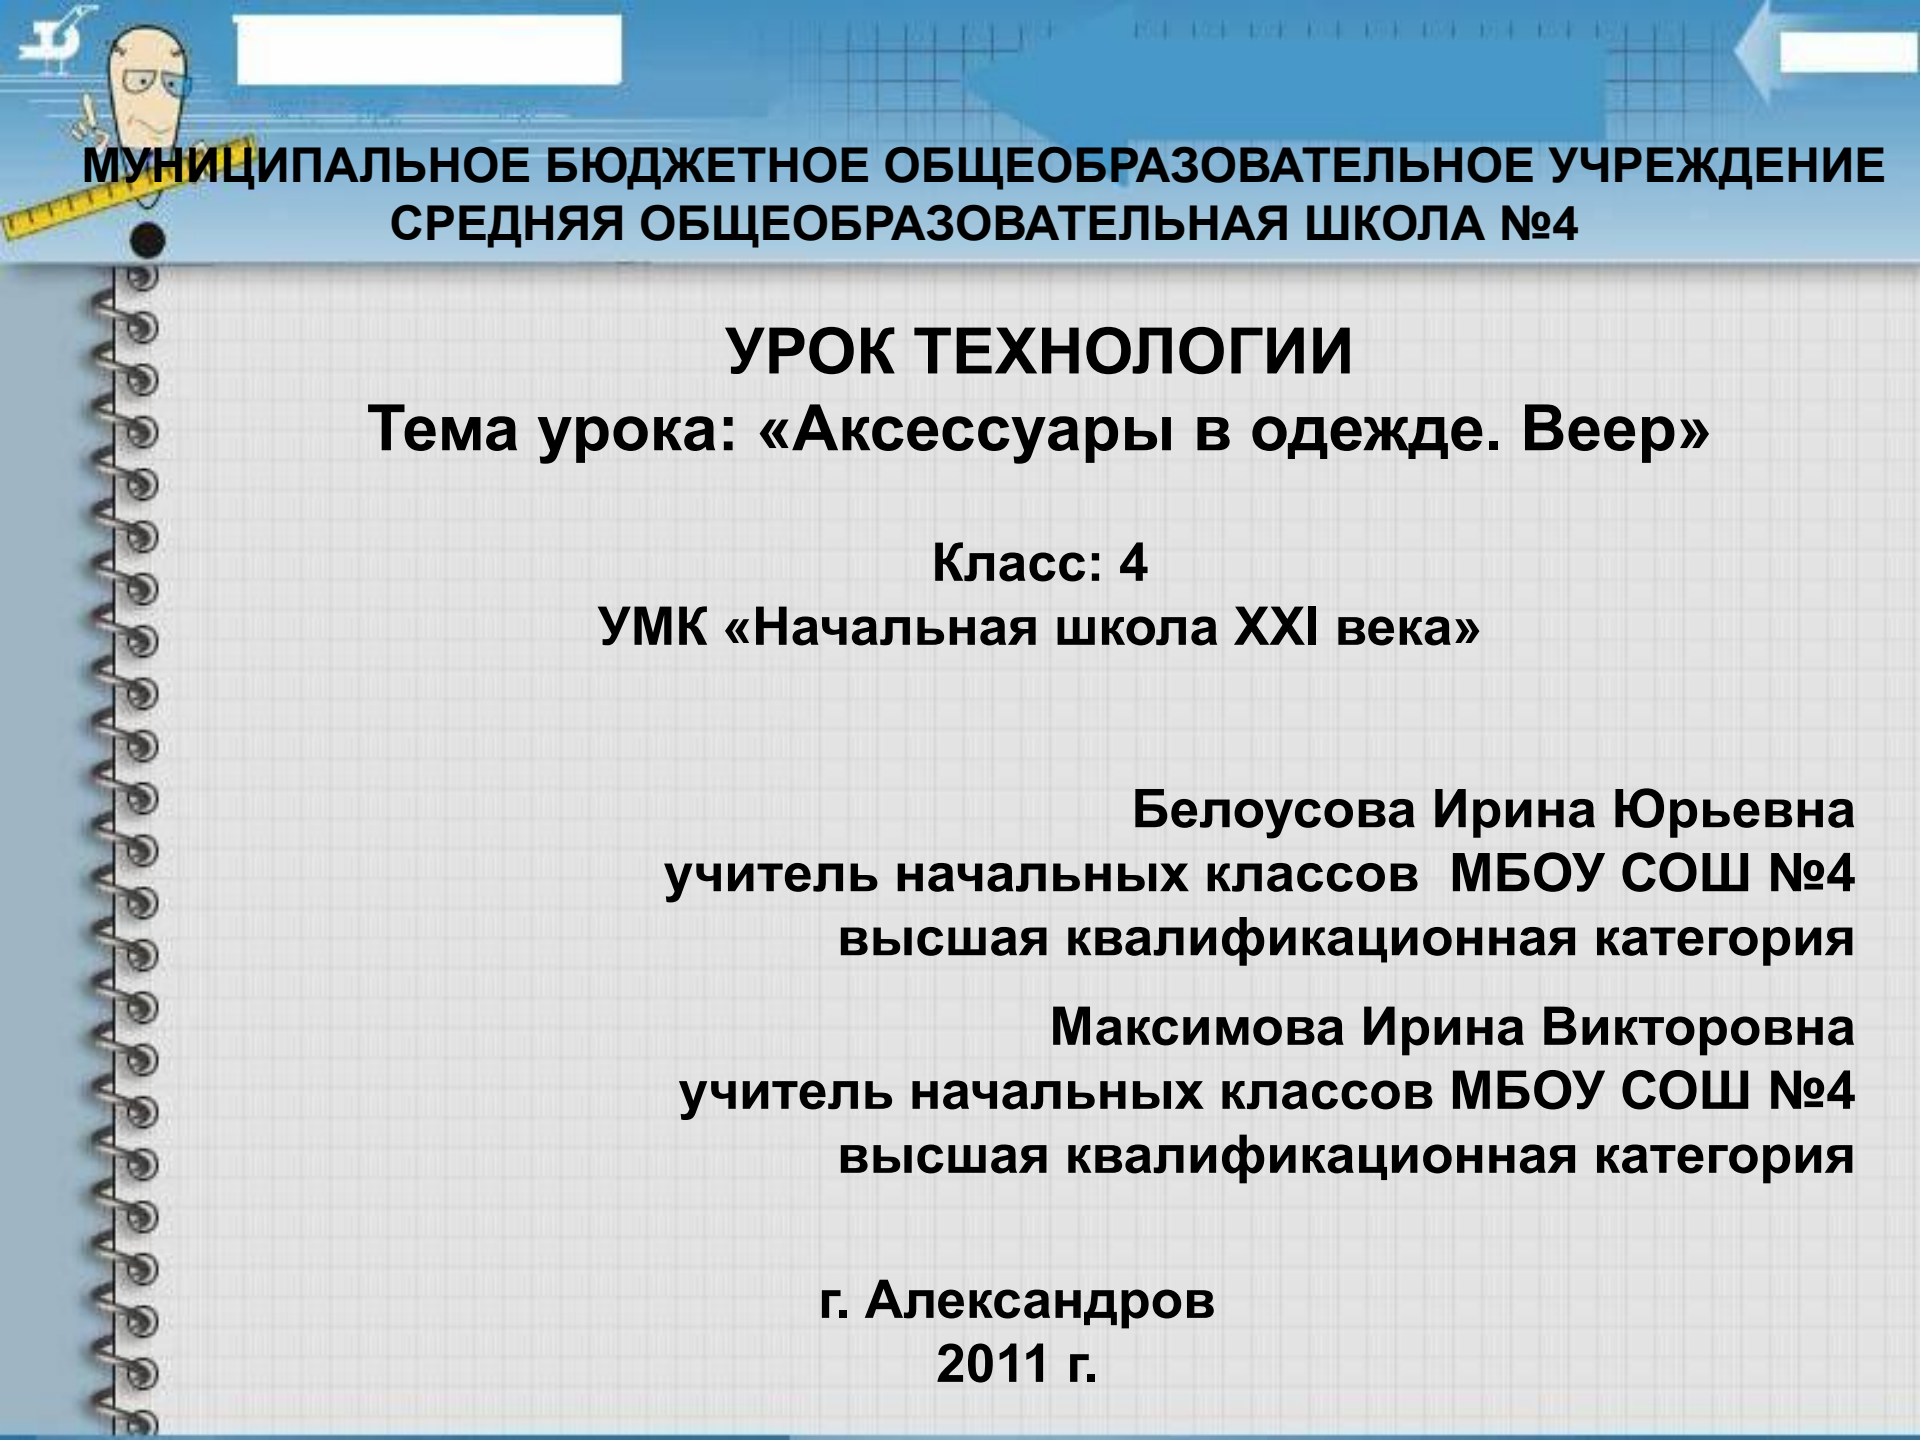 МУНИЦИПАЛЬНОЕ БЮДЖЕТНОЕ ОБЩЕОБРАЗОВАТЕЛЬНОЕ УЧРЕЖДЕНИЕ
СРЕДНЯЯ ОБЩЕОБРАЗОВАТЕЛЬНАЯ ШКОЛА №4
УРОК ТЕХНОЛОГИИ
Тема урока: «Аксессуары в одежде. Веер»
Класс: 4
УМК «Начальная школа XXI века»
Белоусова Ирина Юрьевна
учитель начальных классов МБОУ СОШ №4
высшая квалификационная категория
Максимова Ирина Викторовна
учитель начальных классов МБОУ СОШ №4
высшая квалификационная категория
г. Александров
2011 г.